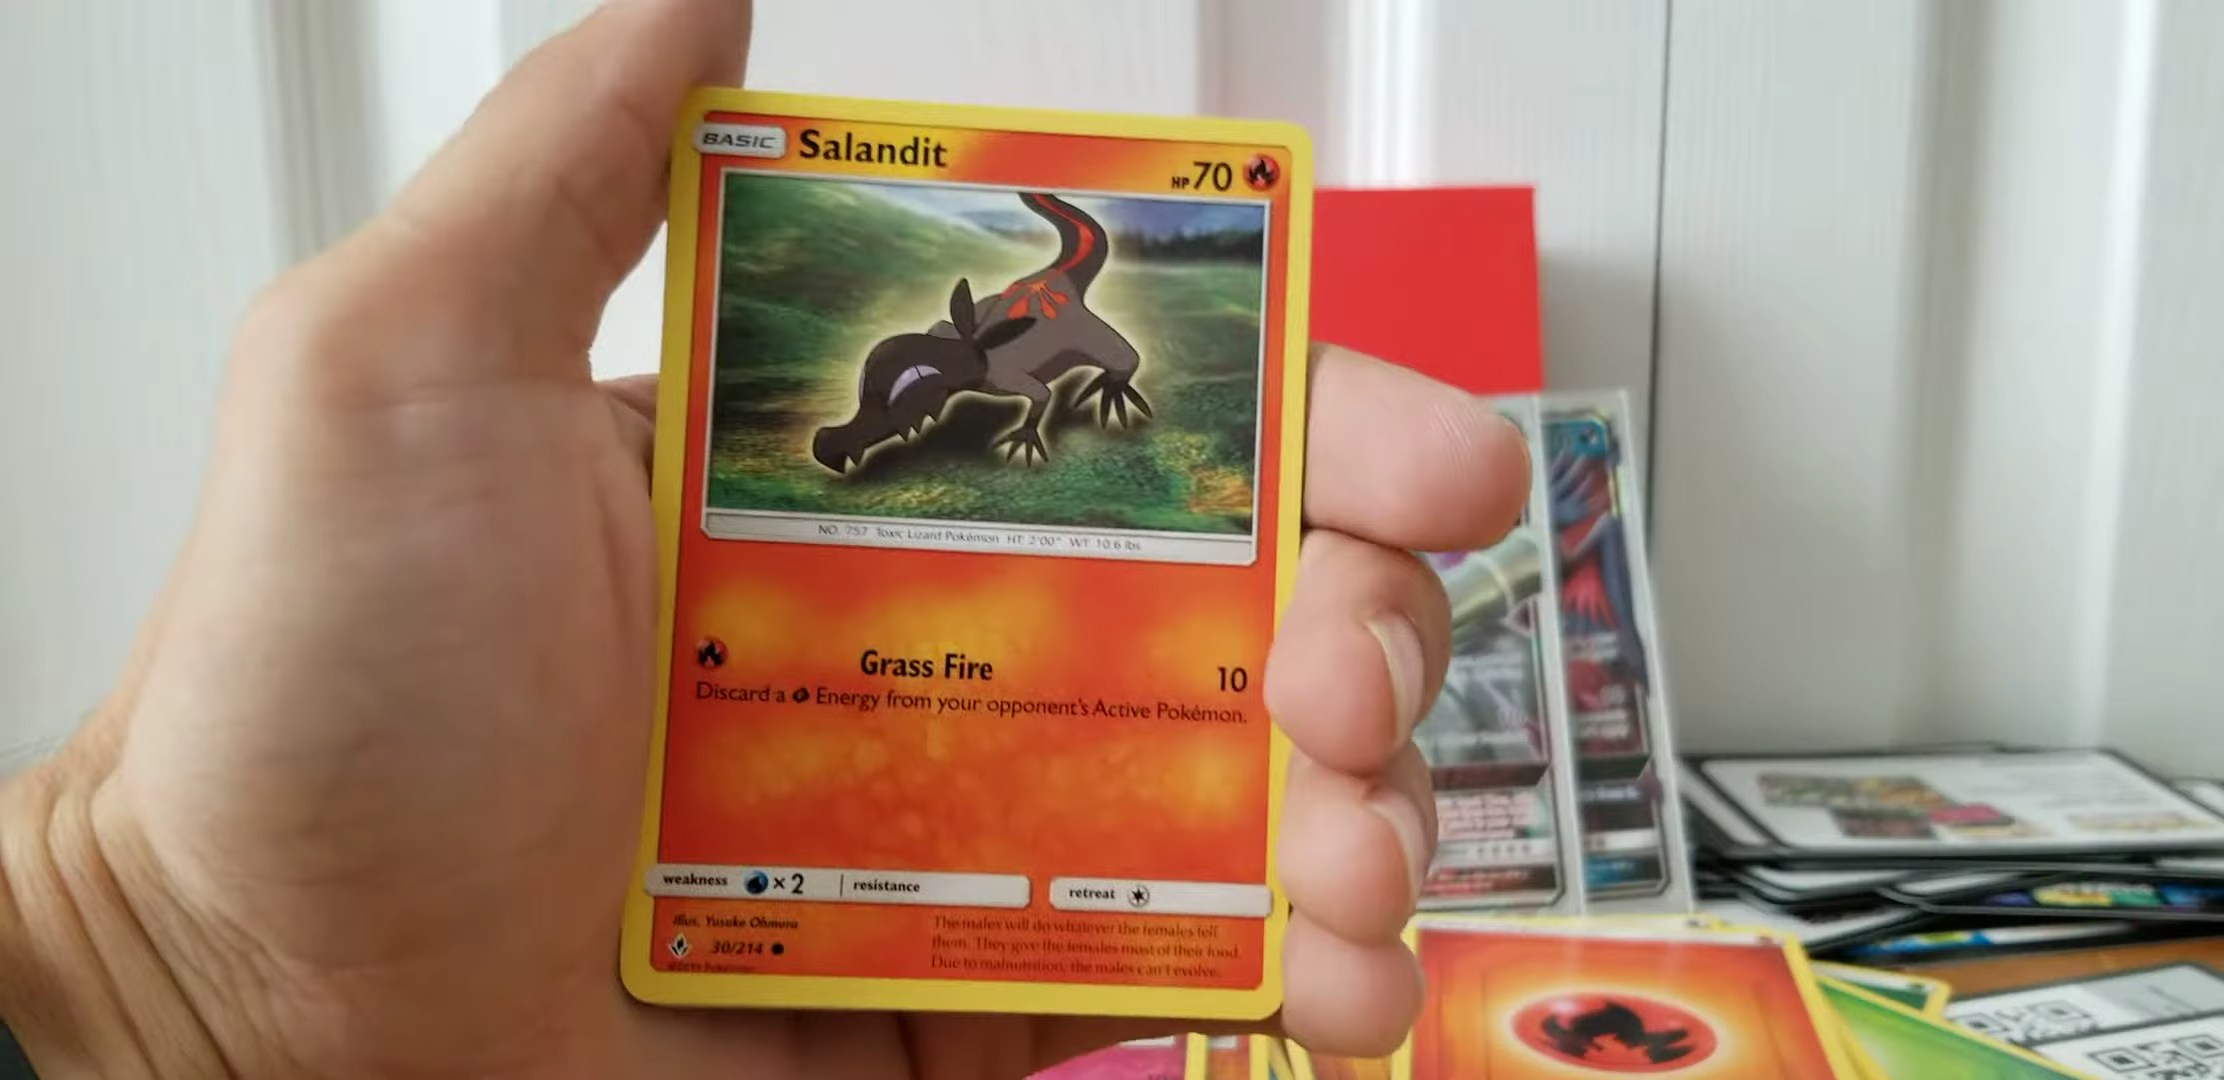 BASIC Salandit HP 70
NO. 757 Toxic Lizard Pokémon HT: 2'00" WT: 10.6 lbs
Grass Fire 10
Discard a Energy from your opponent's Active Pokémon.
weakness ×2 resistance retreat
Illus. Yusuke Ohmura
30/214
The males will do whatever the females tell
them. They give the females most of their food.
Due to malnutrition, the males can't evolve.